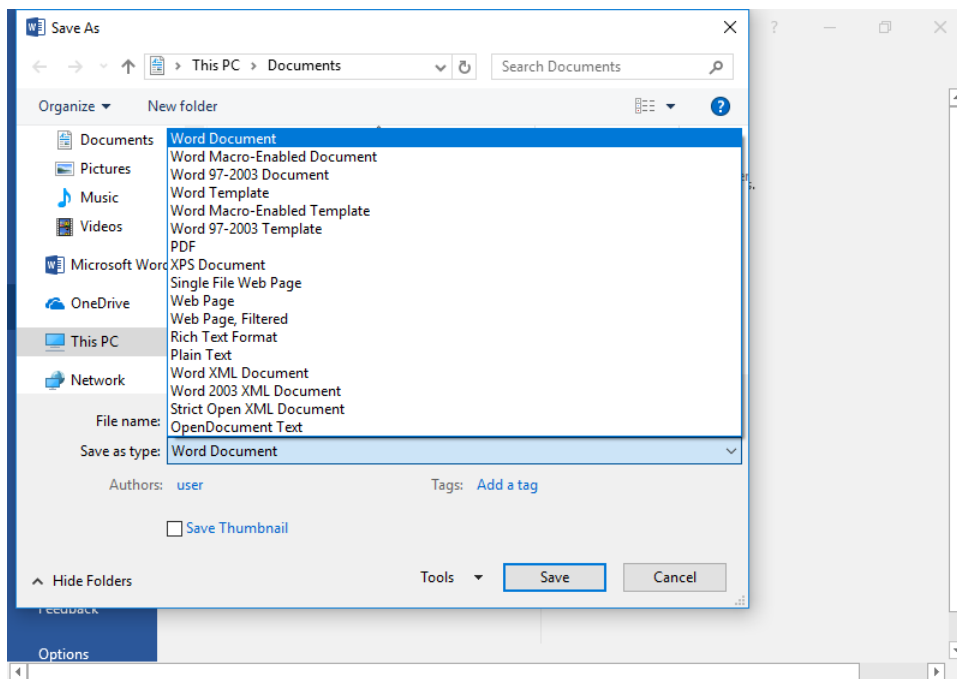 Save As
?
This PC > Documents
Search Documents
Organize
New folder
?
Documents
Pictures
Music
Videos
Microsoft Word
OneDrive
This PC
Network
Word Document
Word Macro-Enabled Document
Word 97-2003 Document
Word Template
Word Macro-Enabled Template
Word 97-2003 Template
PDF
XPS Document
Single File Web Page
Web Page
Web Page, Filtered
Rich Text Format
Plain Text
Word XML Document
Word 2003 XML Document
Strict Open XML Document
OpenDocument Text
File name:
Save as type: Word Document
Authors: user
Tags: Add a tag
Save Thumbnail
Hide Folders
Tools
Save
Cancel
Feedback
Options